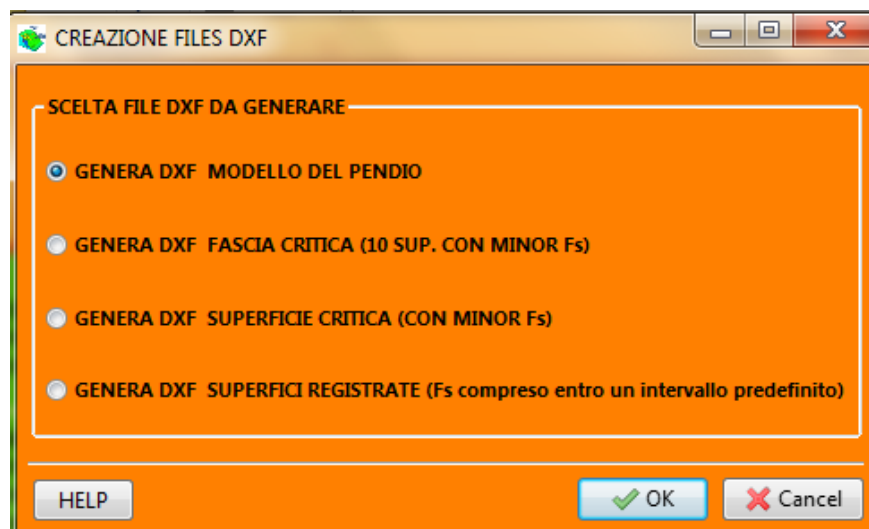 CREAZIONE FILES DXF
SCELTA FILE DXF DA GENERARE
GENERA DXF MODELLO DEL PENDIO
GENERA DXF FASCIA CRITICA (10 SUP. CON MINOR Fs)
GENERA DXF SUPERFICIE CRITICA (CON MINOR Fs)
GENERA DXF SUPERFICI REGISTRATE (Fs compreso entro un intervallo predefinito)
HELP OK Cancel